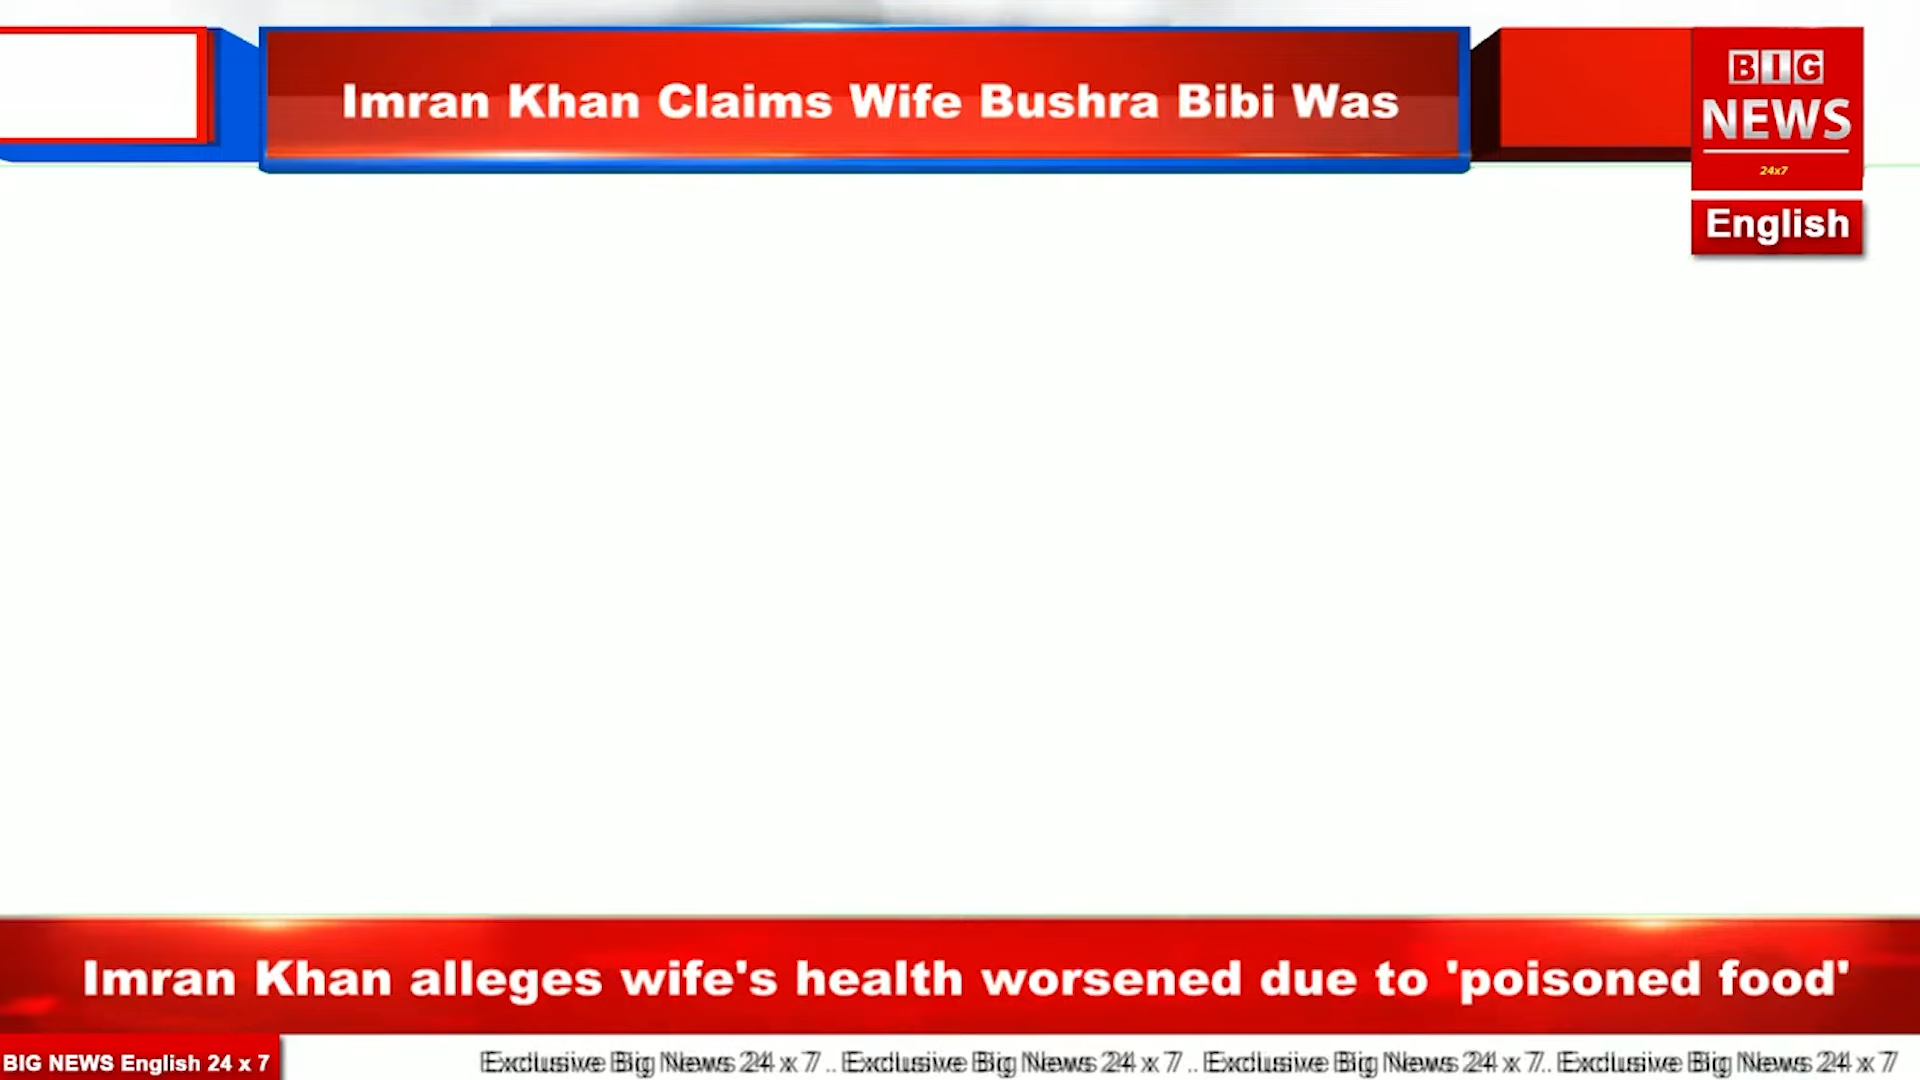 Imran Khan Claims Wife Bushra Bibi Was
BIG
NEWS
24x7
English
Imran Khan alleges wife's health worsened due to 'poisoned food'
BIG NEWS English 24 x 7
Exclusive Big News 24 x 7 .. Exclusive Big News 24 x 7 .. Exclusive Big News 24 x 7.. Exclusive Big News 24 x 7